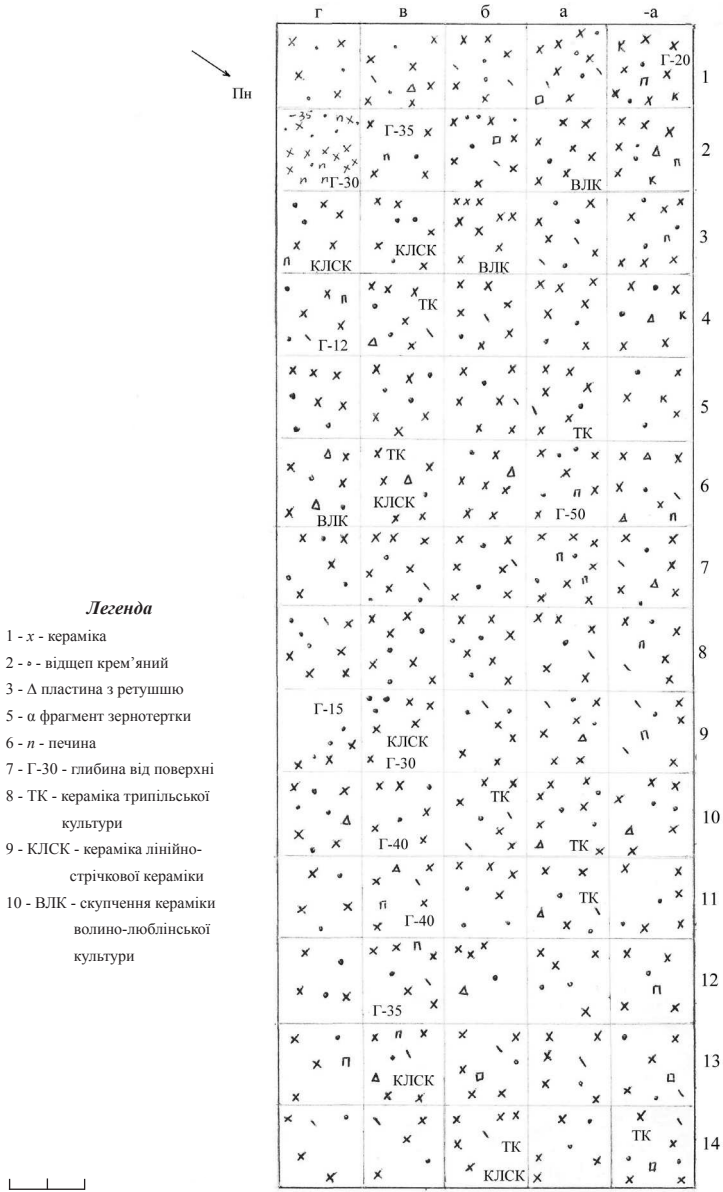 г в б а -а
Пн
Г-20
1
-35
Г-35
Г-30
ВЛК
2
КЛСК
КЛСК
ВЛК
3
ТК
Г-12
4
ТК
5
ТК
КЛСК
ВЛК
Г-50
6
7
8
Г-15
КЛСК
Г-30
9
ТК
Г-40
ТК
10
ТК
Г-40
11
Г-35
12
КЛСК
13
ТК
ТК
КЛСК
14
Легенда
1 - х - кераміка
2 - ∘ - відщеп крем’яний
3 - Δ пластина з ретушшю
5 - α фрагмент зернотертки
6 - п - печина
7 - Г-30 - глибина від поверхні
8 - ТК - кераміка трипільської
культури
9 - КЛСК - кераміка лінійно-
стрічкової кераміки
10 - ВЛК - скупчення кераміки
волино-люблінської
культури